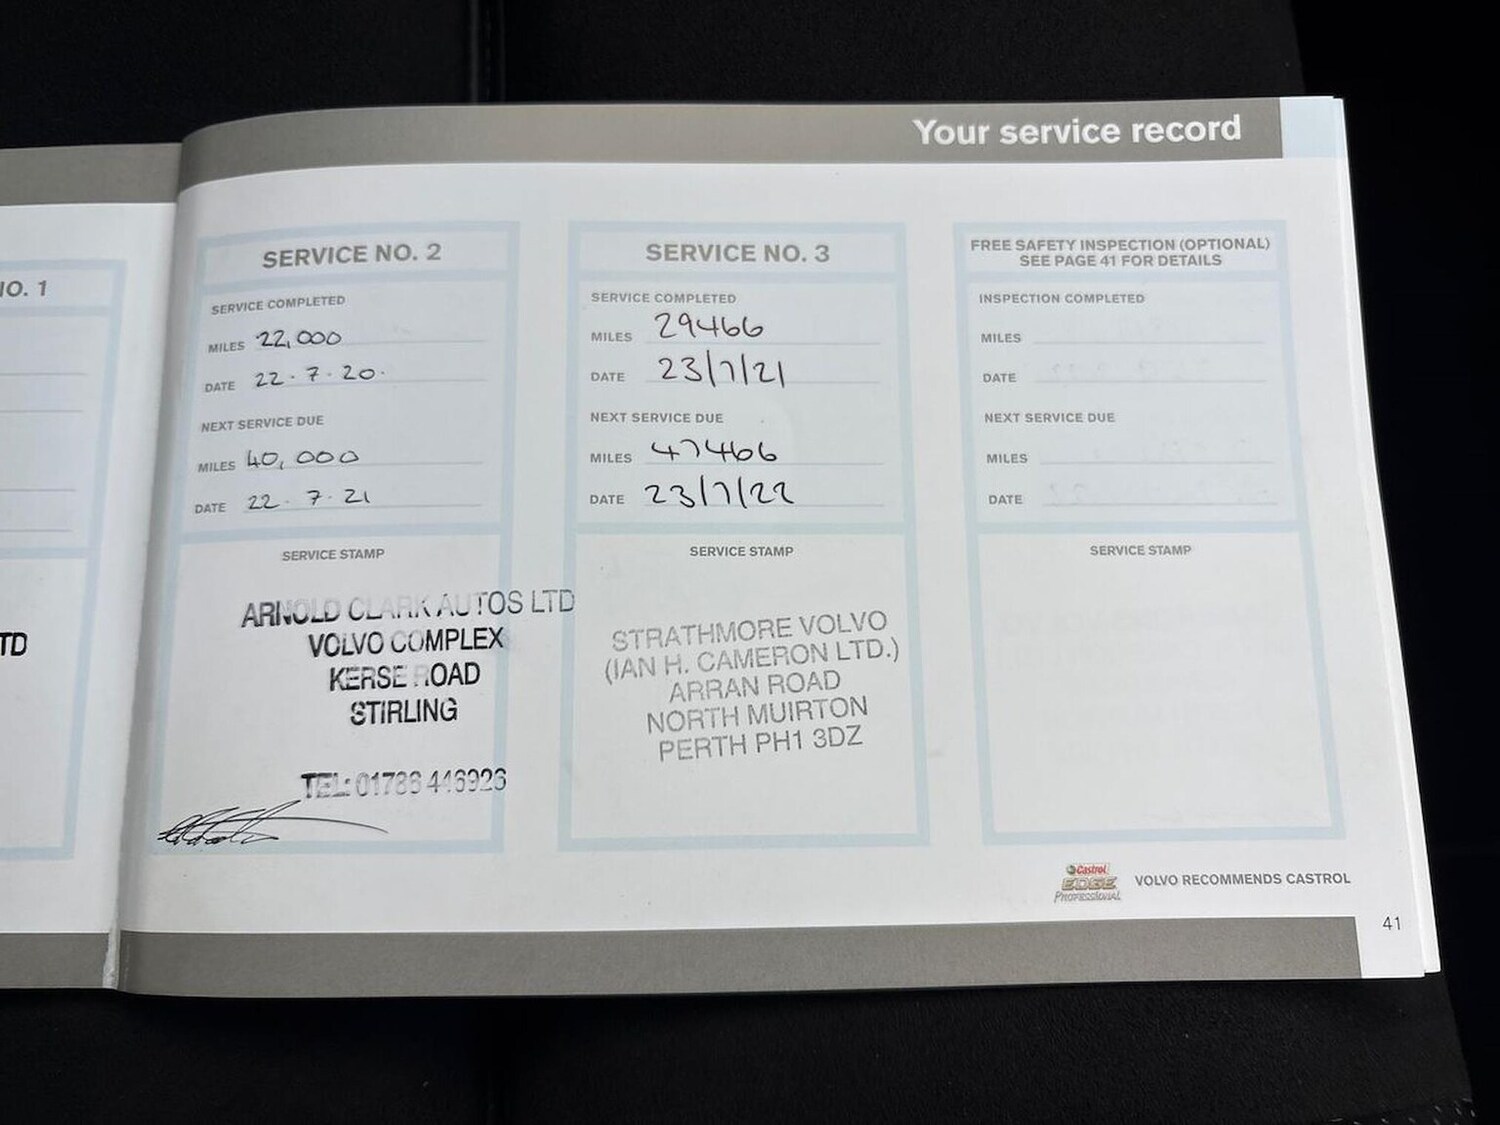 Your service record
NO. 1
TD
SERVICE NO. 2
SERVICE COMPLETED
MILES 22,000
DATE 22-7-20.
NEXT SERVICE DUE
MILES 40,000
DATE 22-7-21
SERVICE STAMP
ARNOLD CLARK AUTOS LTD
VOLVO COMPLEX
KERSE ROAD
STIRLING
TEL: 01786 446926
SERVICE NO. 3
SERVICE COMPLETED
MILES 29466
DATE 23/7/21
NEXT SERVICE DUE
MILES 47466
DATE 23/7/22
SERVICE STAMP
STRATHMORE VOLVO
(IAN H. CAMERON LTD.)
ARRAN ROAD
NORTH MUIRTON
PERTH PH1 3DZ
FREE SAFETY INSPECTION (OPTIONAL)
SEE PAGE 41 FOR DETAILS
INSPECTION COMPLETED
MILES
DATE
NEXT SERVICE DUE
MILES
DATE
SERVICE STAMP
Castrol
EDGE
PROFESSIONAL
VOLVO RECOMMENDS CASTROL
41